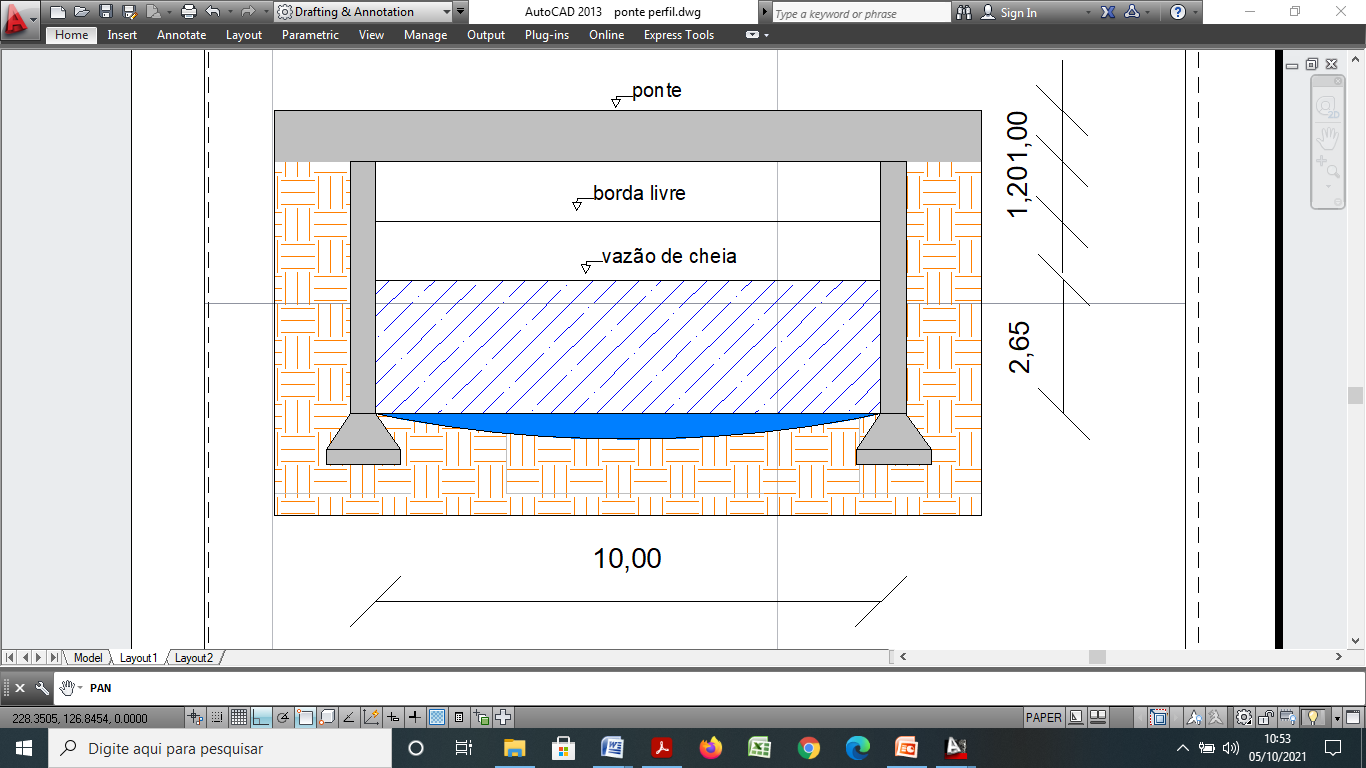 Drafting & Annotation
AutoCAD 2013 ponte perfil.dwg
Type a keyword or phrase
Sign In
Home Insert Annotate Layout Parametric View Manage Output Plug-ins Online Express Tools
ponte
borda livre
vazão de cheia
1,00
1,20
2,65
10,00
2D
Model Layout1 Layout2
PAN
228.3505, 126.8454, 0.0000
PAPER
Digite aqui para pesquisar
10:53
05/10/2021